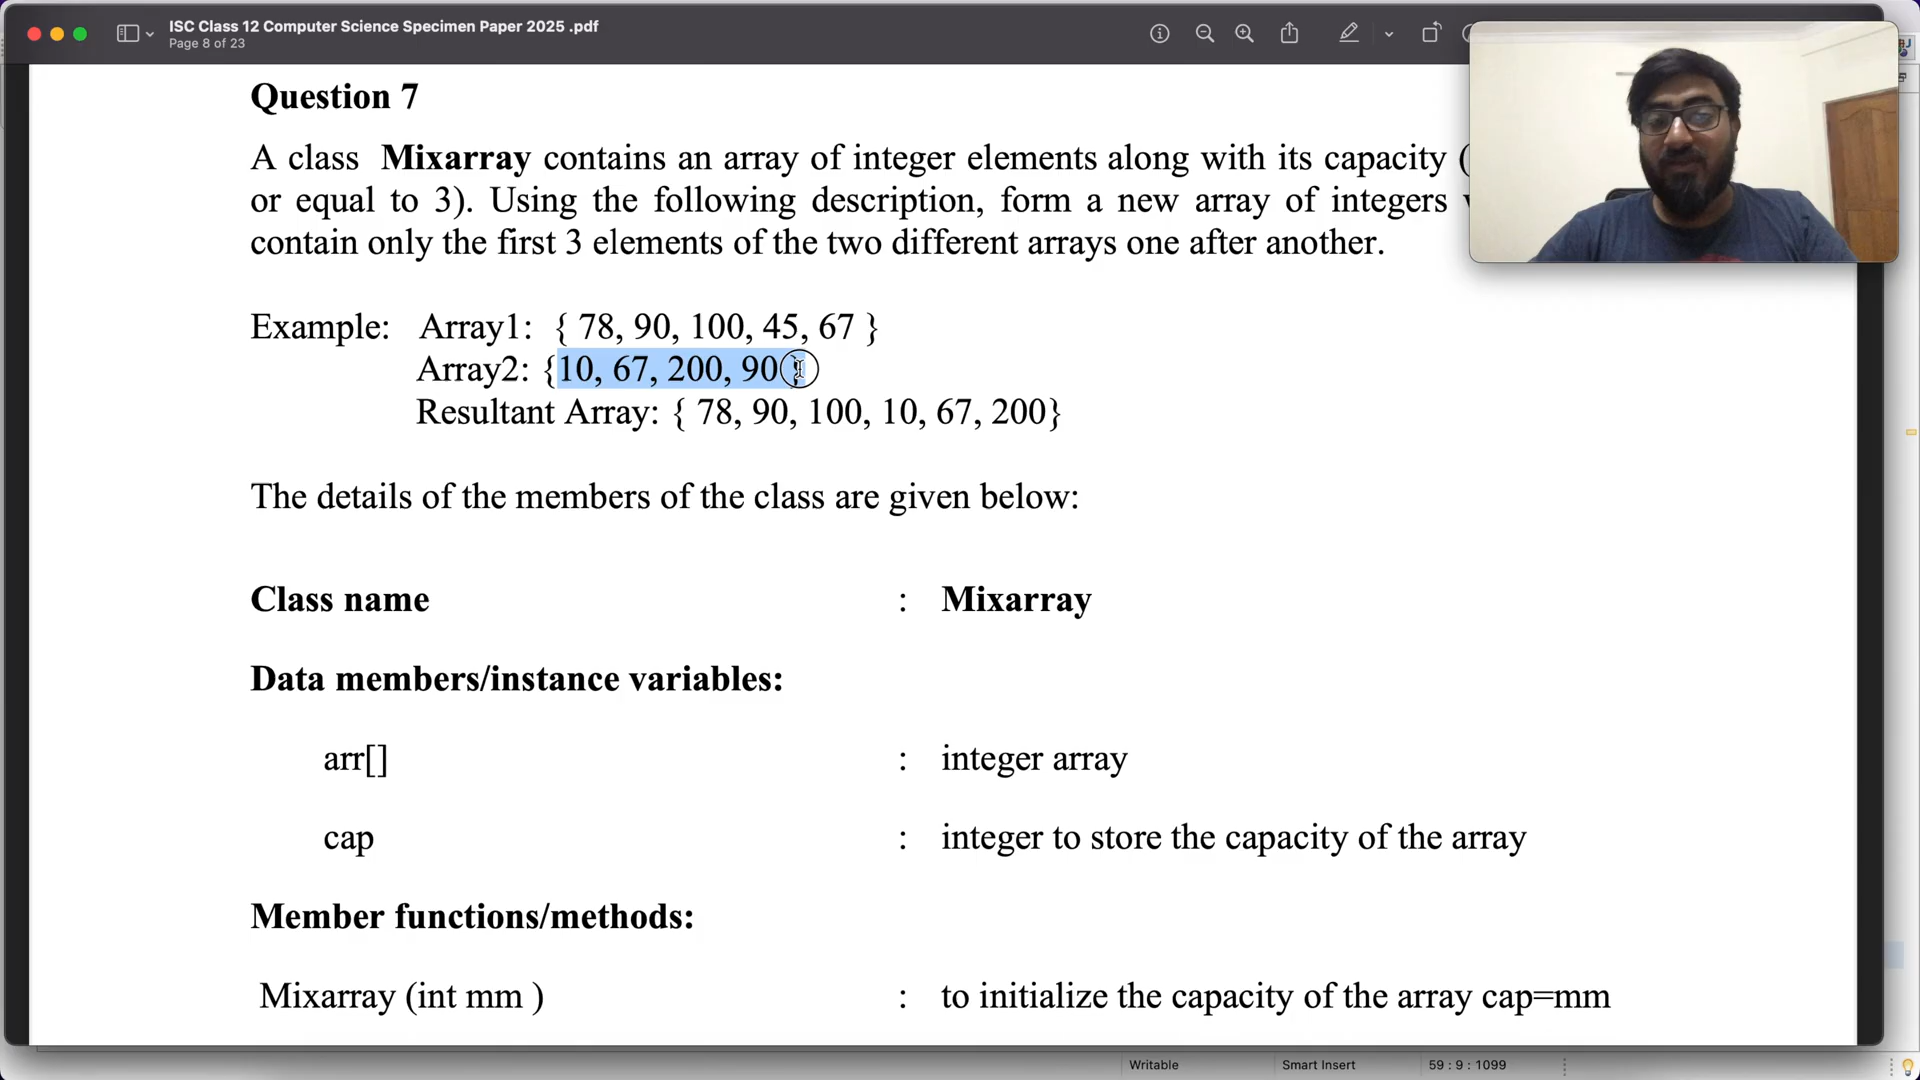 ISC Class 12 Computer Science Specimen Paper 2025 .pdf
Page 8 of 23
Question 7
A class Mixarray contains an array of integer elements along with its capacity (
or equal to 3). Using the following description, form a new array of integers
contain only the first 3 elements of the two different arrays one after another.
Example: Array1: { 78, 90, 100, 45, 67 }
Array2: {10, 67, 200, 90 }
Resultant Array: { 78, 90, 100, 10, 67, 200}
The details of the members of the class are given below:
Class name : Mixarray
Data members/instance variables:
arr[] : integer array
cap : integer to store the capacity of the array
Member functions/methods:
Mixarray (int mm ) : to initialize the capacity of the array cap=mm
Writable Smart Insert 59 : 9 : 1099